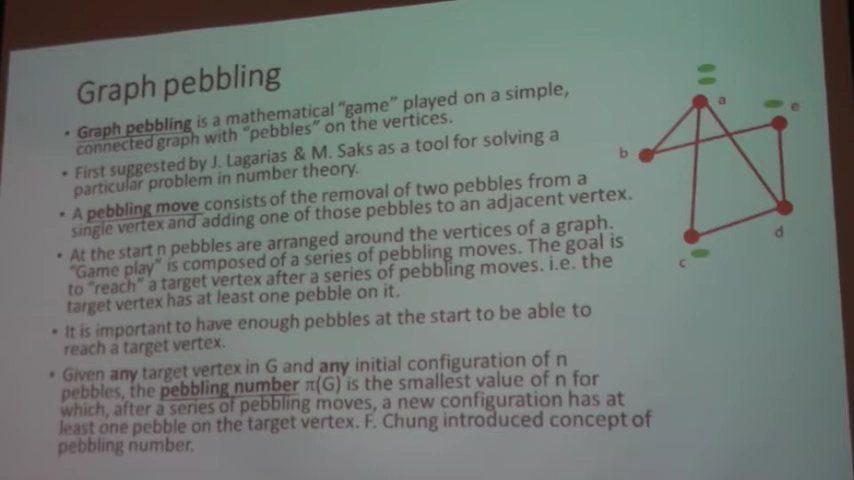 Graph pebbling
• Graph pebbling is a mathematical "game" played on a simple,
connected graph with "pebbles" on the vertices.
• First suggested by J. Lagarias & M. Saks as a tool for solving a
particular problem in number theory.
• A pebbling move consists of the removal of two pebbles from a
single vertex and adding one of those pebbles to an adjacent vertex.
• At the start n pebbles are arranged around the vertices of a graph.
"Game play" is composed of a series of pebbling moves. The goal is
to "reach" a target vertex after a series of pebbling moves. i.e. the
target vertex has at least one pebble on it.
• It is important to have enough pebbles at the start to be able to
reach a target vertex.
• Given any target vertex in G and any initial configuration of n
pebbles, the pebbling number π(G) is the smallest value of n for
which, after a series of pebbling moves, a new configuration has at
least one pebble on the target vertex. F. Chung introduced concept of
pebbling number.
a
e
b
d
c